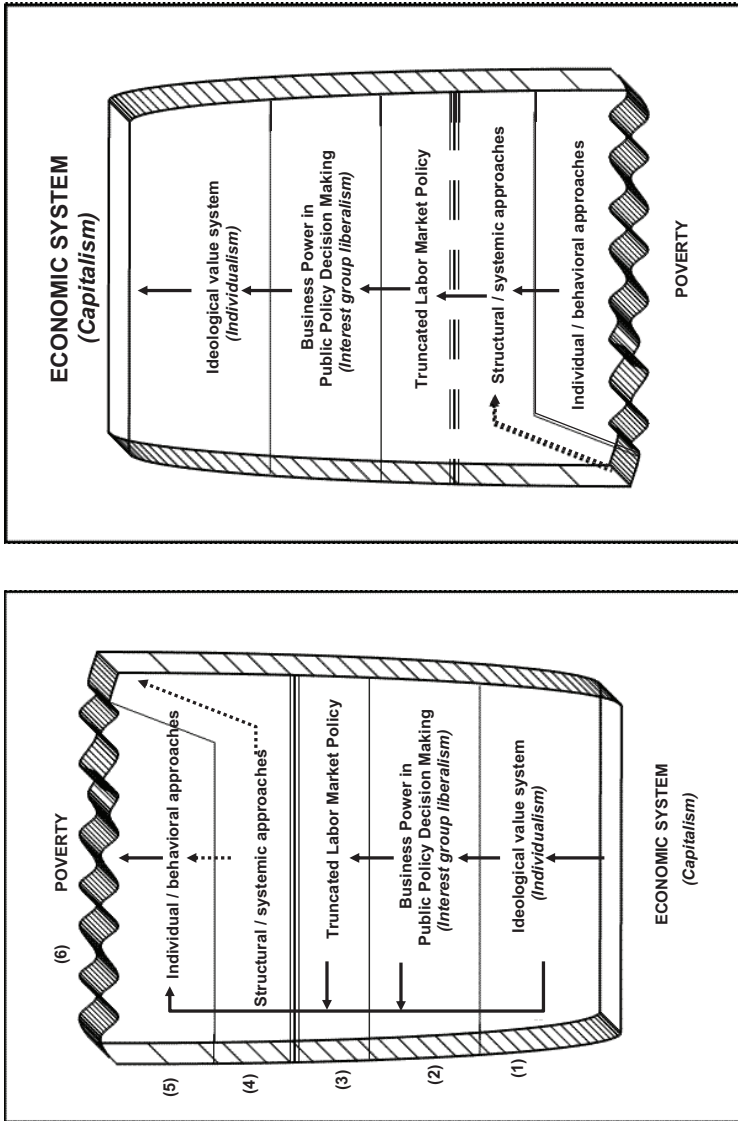 ECONOMIC SYSTEM
(Capitalism)
Ideological value system
(Individualism)
Business Power in
Public Policy Decision Making
(Interest group liberalism)
Truncated Labor Market Policy
Structural / systemic approaches
Individual / behavioral approaches
POVERTY
(6)
POVERTY
(5)
Individual / behavioral approaches
(4)
Structural / systemic approaches
(3)
Truncated Labor Market Policy
(2)
Business Power in
Public Policy Decision Making
(Interest group liberalism)
(1)
Ideological value system
(Individualism)
ECONOMIC SYSTEM
(Capitalism)